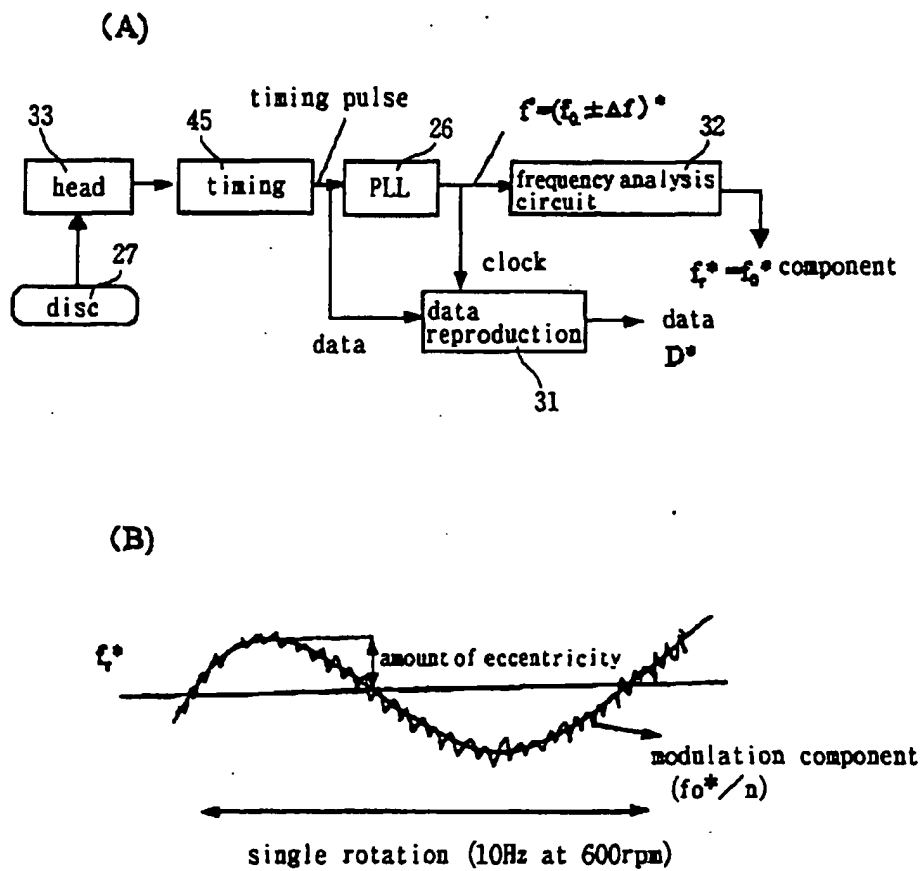 (A)
timing pulse
f=(f₀±Δf)*
33
45
26
32
head
timing
PLL
frequency analysis
circuit
27
clock
fᵣ*=f₀* component
disc
data
reproduction
data
data
D*
31
(B)
fᵣ*
amount of eccentricity
modulation component
(fo*/n)
single rotation (10Hz at 600rpm)